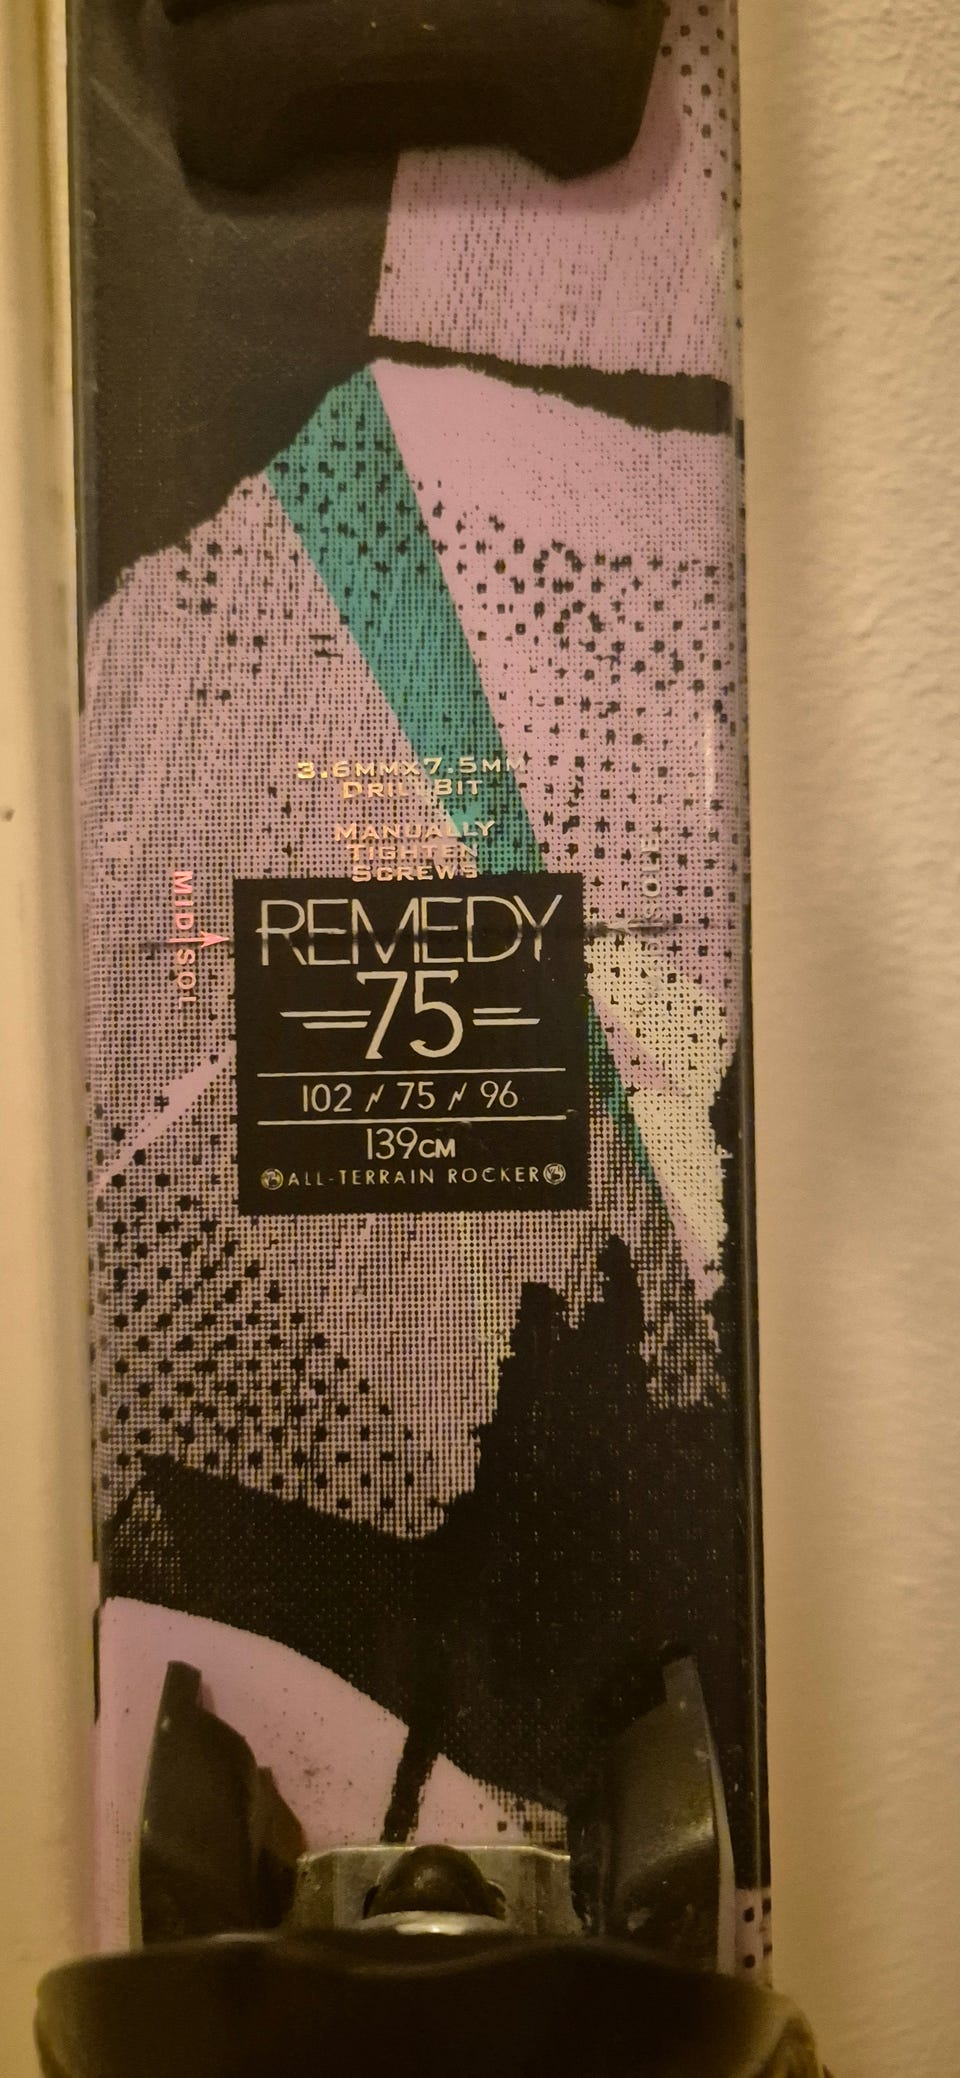 3.6MMX7.5MM
DRILL BIT
MANUALLY
TIGHTEN
SCREWS
MID SOL
SOLE
REMEDY
75
102 / 75 / 96
139CM
ALL-TERRAIN ROCKER